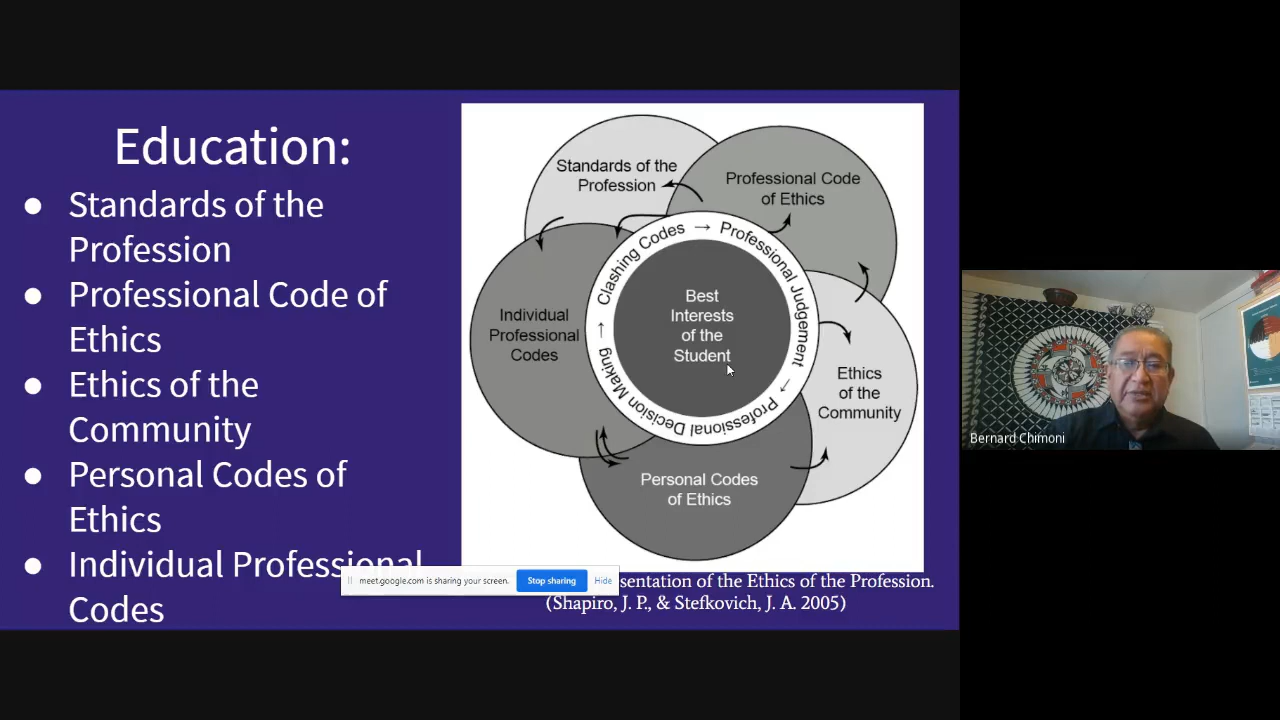 Education:
● Standards of the
Profession
● Professional Code of
Ethics
● Ethics of the
Community
● Personal Codes of
Ethics
● Individual Professional
Codes
Standards of the
Profession
Professional Code
of Ethics
Clashing Codes → Professional Judgement → Professional Decision Making →
Best
Interests
of the
Student
Individual
Professional
Codes
Ethics
of the
Community
Personal Codes
of Ethics
meet.google.com is sharing your screen.
Stop sharing
Hide
sentation of the Ethics of the Profession.
(Shapiro, J. P., & Stefkovich, J. A. 2005)
Bernard Chimoni